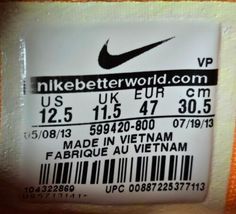 VP
nikebetterworld.com
US UK EUR cm
12.5 11.5 47 30.5
05/08/13 599420-800 07/19/13
MADE IN VIETNAM
FABRIQUE AU VIETNAM
104322869 UPC 00887225377113